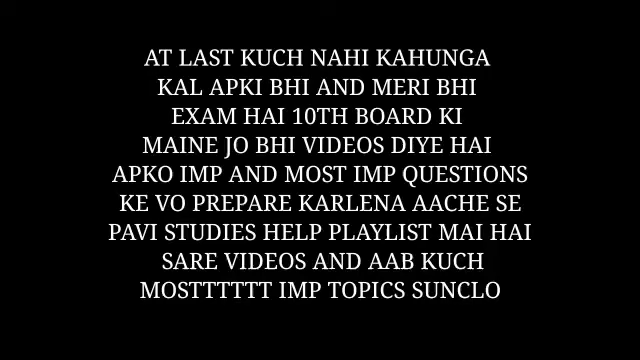 AT LAST KUCH NAHI KAHUNGA
KAL APKI BHI AND MERI BHI
EXAM HAI 10TH BOARD KI
MAINE JO BHI VIDEOS DIYE HAI
APKO IMP AND MOST IMP QUESTIONS
KE VO PREPARE KARLENA AACHE SE
PAVI STUDIES HELP PLAYLIST MAI HAI
SARE VIDEOS AND AAB KUCH
MOSTTTTTT IMP TOPICS SUNCLO